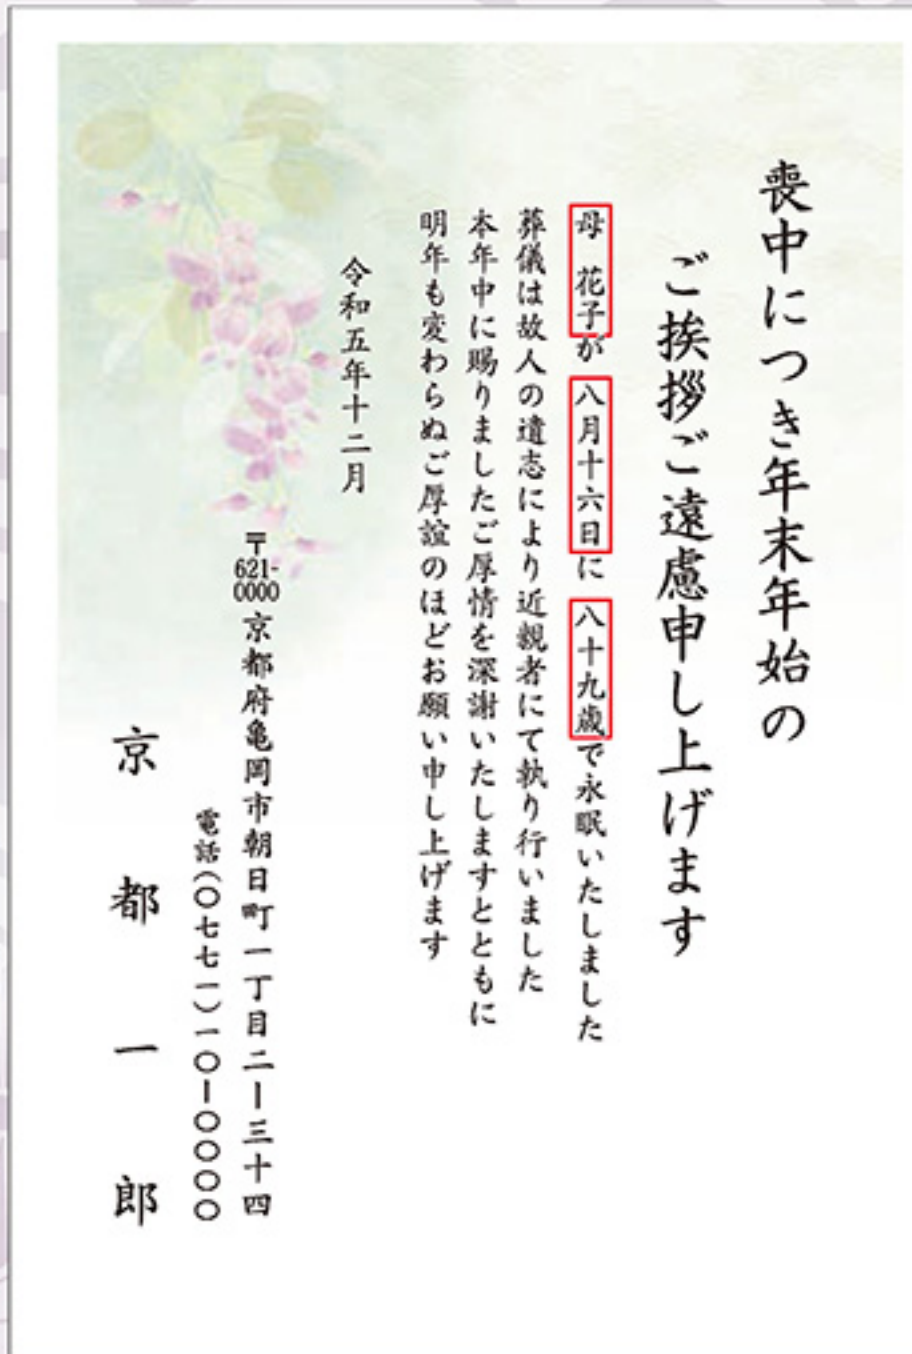 喪中につき年末年始の
ご挨拶ご遠慮申し上げます
母 花子が 八月十六日に 八十九歳で永眠いたしました
葬儀は故人の遺志により近親者にて執り行いました
本年中に賜りましたご厚情を深謝いたしますとともに
明年も変わらぬご厚誼のほどお願い申し上げます
令和五年十二月
〒621-0000 京都府亀岡市朝日町一丁目二ー三十四
電話(〇七七一)一〇ー〇〇〇〇
京都一郎